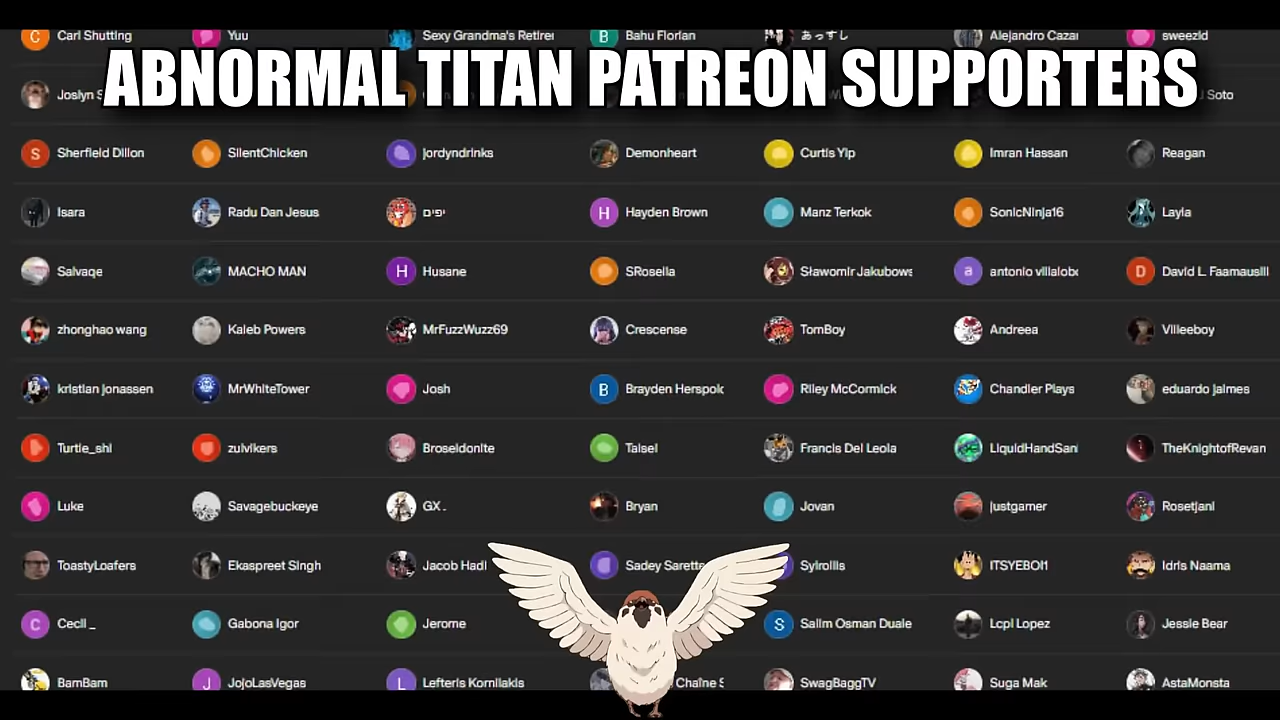 Carl Shutting Yuu Sexy Grandma's Retirei Bahu Florian あっすし Alejandro Cazai sweezid
ABNORMAL TITAN PATREON SUPPORTERS
Joslyn S Soto
S Sherfield Dillon SilentChicken jordyndrinks Demonheart Curtis Yip Imran Hassan Reagan
Isara Radu Dan Jesus יפים H Hayden Brown Manz Terkok SonicNinja16 Layla
Salvaqe MACHO MAN H Husane SRosella Sławomir Jakubows a antonio villalobo D David L. Faamausili
zhonghao wang Kaleb Powers MrFuzzWuzz69 Crescense TomBoy Andreea Villeeboy
kristian jonassen MrWhiteTower Josh B Brayden Herspolc Riley McCormick Chandler Plays eduardo jaimes
Turtle_shi zulvikers Broseidonite Taisel Francis Del Leola LiquidHandSani TheKnightofRevan
Luke Savagebuckeye GX . Bryan Jovan justgamer Rosetjani
ToastyLoafers Ekaspreet Singh Jacob Hadl Sadey Sarette Sylrollis ITSYEBOI1 Idris Naama
C Cecil _ Gabona Igor Jerome S Salim Osman Duale Lcpl Lopez Jessie Bear
BamBam J JojoLasVegas L Lefteris Kornilakis Chaîne S SwagBaggTV Suga Mak AstaMonsta